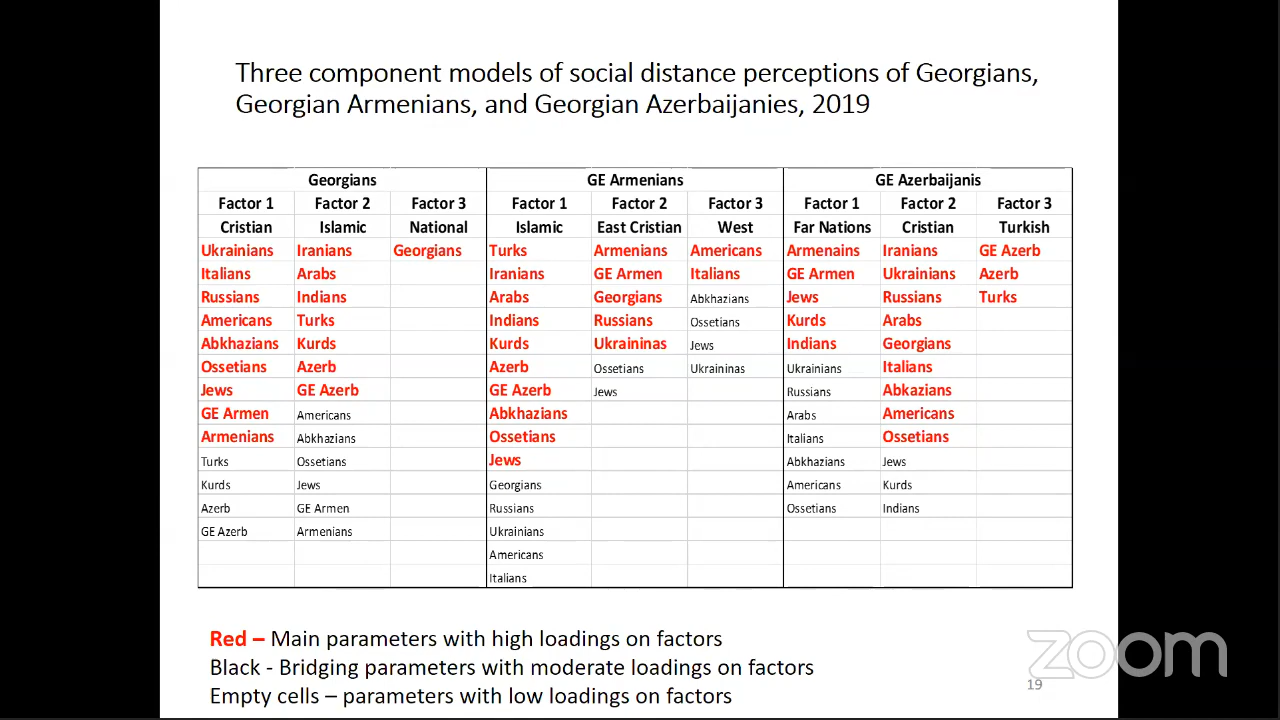 Three component models of social distance perceptions of Georgians,
Georgian Armenians, and Georgian Azerbaijanies, 2019
Georgians GE Armenians GE Azerbaijanis
Factor 1 Factor 2 Factor 3 Factor 1 Factor 2 Factor 3 Factor 1 Factor 2 Factor 3
Cristian Islamic National Islamic East Cristian West Far Nations Cristian Turkish
Ukrainians Iranians Georgians Turks Armenians Americans Armenains Iranians GE Azerb
Italians Arabs Iranians GE Armen Italians GE Armen Ukrainians Azerb
Russians Indians Arabs Georgians Abkhazians Jews Russians Turks
Americans Turks Indians Russians Ossetians Kurds Arabs
Abkhazians Kurds Kurds Ukraininas Jews Indians Georgians
Ossetians Azerb Azerb Ossetians Ukraininas Ukrainians Italians
Jews GE Azerb GE Azerb Jews Russians Abkazians
GE Armen Americans Abkhazians Arabs Americans
Armenians Abkhazians Ossetians Italians Ossetians
Turks Ossetians Jews Abkhazians Jews
Kurds Jews Georgians Americans Kurds
Azerb GE Armen Russians Ossetians Indians
GE Azerb Armenians Ukrainians
Americans
Italians
Red – Main parameters with high loadings on factors
Black - Bridging parameters with moderate loadings on factors
Empty cells – parameters with low loadings on factors
zoom
19